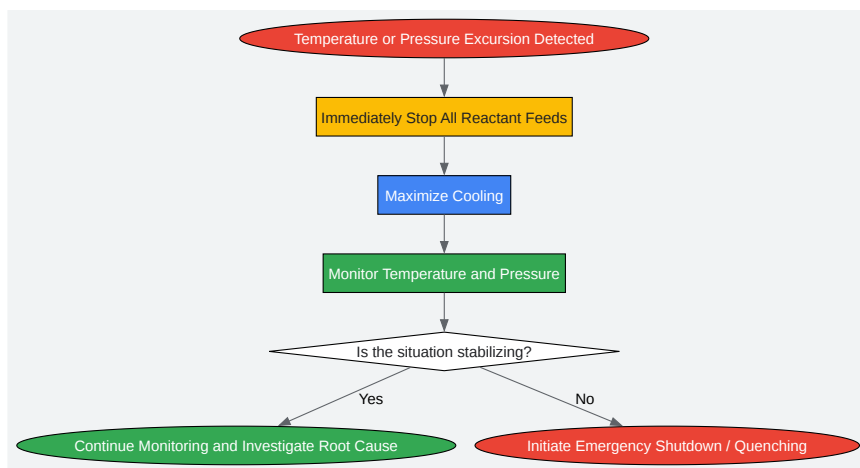 Temperature or Pressure Excursion Detected
Immediately Stop All Reactant Feeds
Maximize Cooling
Monitor Temperature and Pressure
Is the situation stabilizing?
Yes
No
Continue Monitoring and Investigate Root Cause
Initiate Emergency Shutdown / Quenching